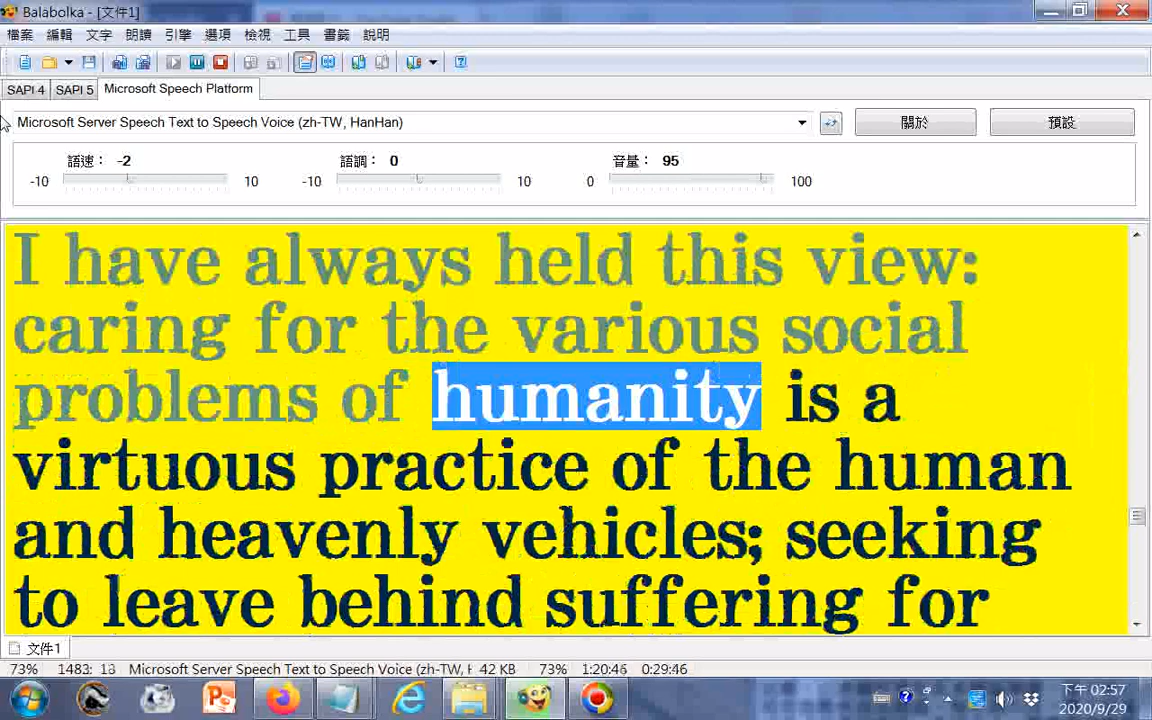 Balabolka - [文件1]
檔案 編輯 文字 朗讀 引擎 選項 檢視 工具 書籤 說明
SAPI 4 SAPI 5 Microsoft Speech Platform
Microsoft Server Speech Text to Speech Voice (zh-TW, HanHan) 關於 預設
語速： -2 語調： 0 音量： 95
-10 10 -10 10 0 100
I have always held this view:
caring for the various social
problems of humanity is a
virtuous practice of the human
and heavenly vehicles; seeking
to leave behind suffering for
文件1
73% 1483: 13 Microsoft Server Speech Text to Speech Voice (zh-TW, H 42 KB 73% 1:20:46 0:29:46
下午 02:57
2020/9/29